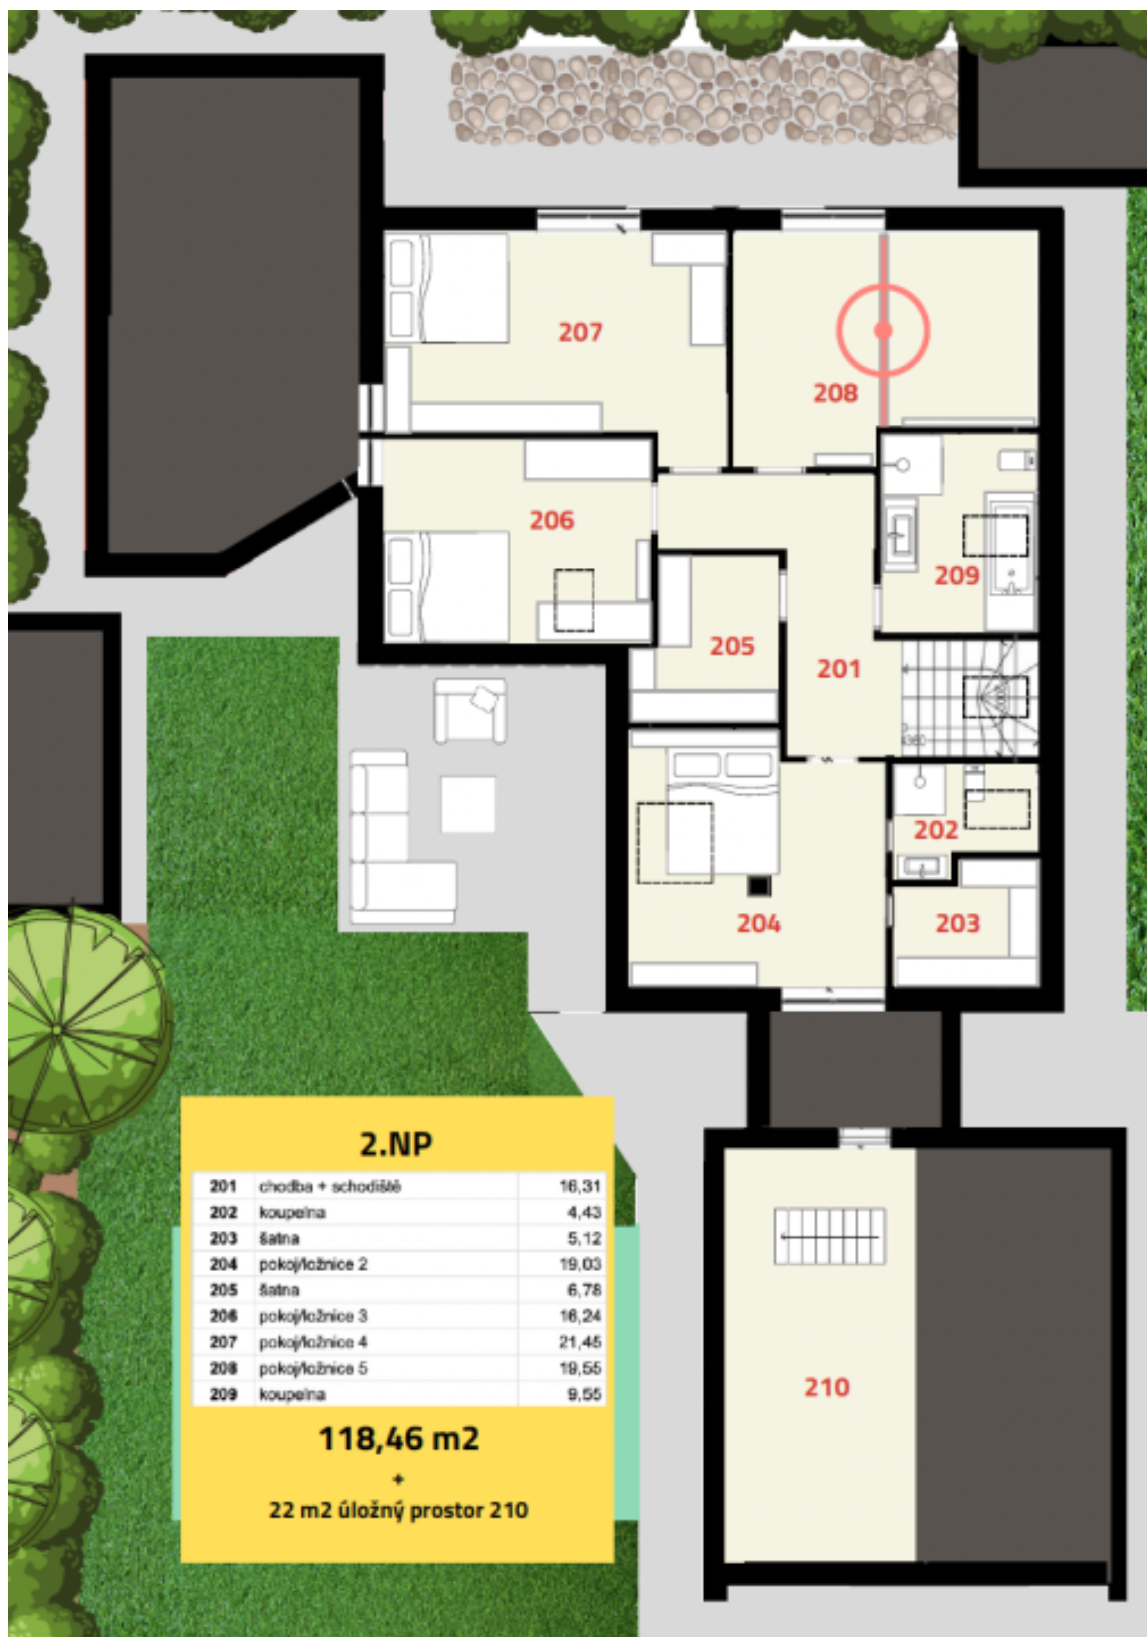 207
208
206
209
205
201
202
204
203
2.NP
201 chodba + schodiště 16,31
202 koupelna 4,43
203 šatna 5,12
204 pokoj/ložnice 2 19,03
205 šatna 6,78
206 pokoj/ložnice 3 16,24
207 pokoj/ložnice 4 21,45
208 pokoj/ložnice 5 19,55
209 koupelna 9,55
118,46 m2
+
22 m2 úložný prostor 210
210